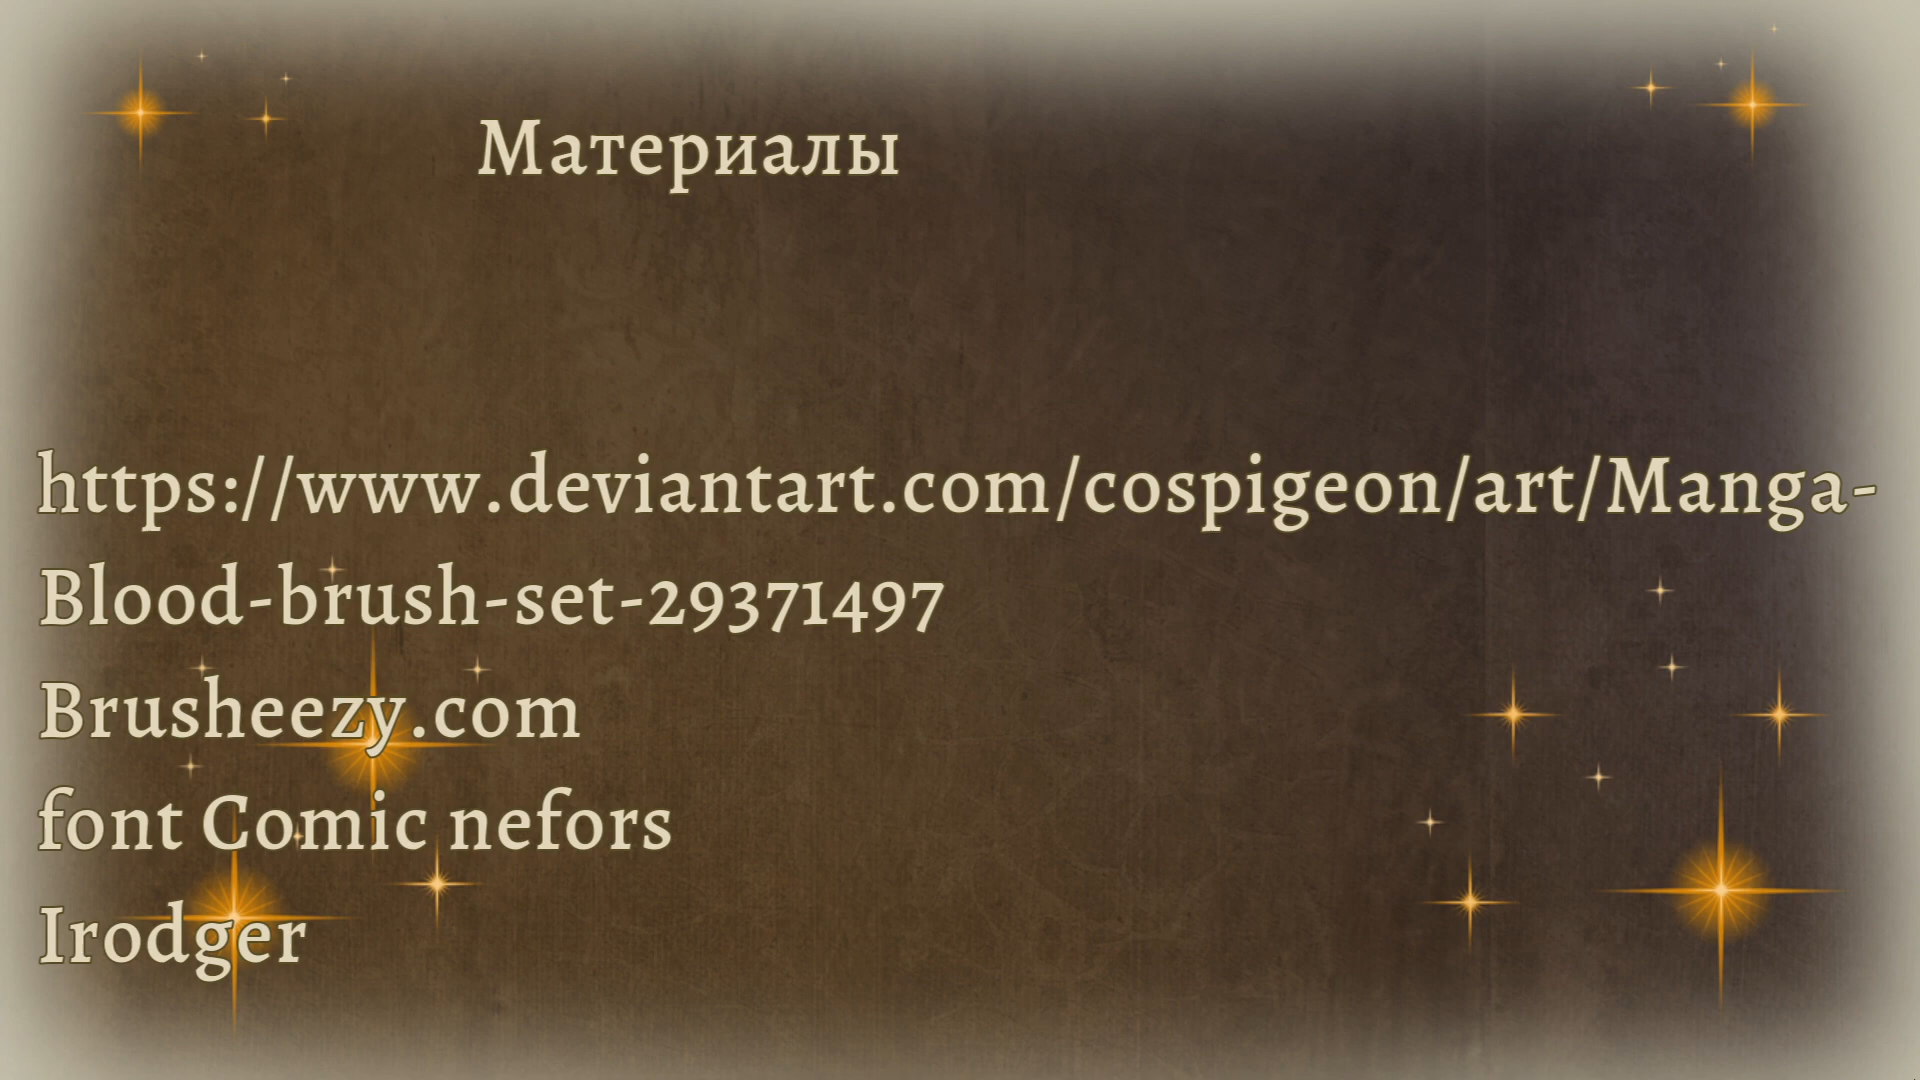 Материалы
https://www.deviantart.com/cospigeon/art/Manga-
Blood-brush-set-29371497
Brusheezy.com
font Comic nefors
Irodger